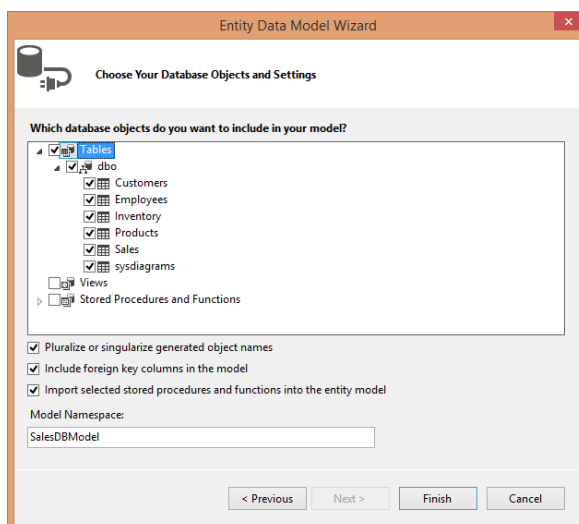 Entity Data Model Wizard
Choose Your Database Objects and Settings
Which database objects do you want to include in your model?
Tables
dbo
Customers
Employees
Inventory
Products
Sales
sysdiagrams
Views
Stored Procedures and Functions
Pluralize or singularize generated object names
Include foreign key columns in the model
Import selected stored procedures and functions into the entity model
Model Namespace:
SalesDBModel
< Previous Next > Finish Cancel